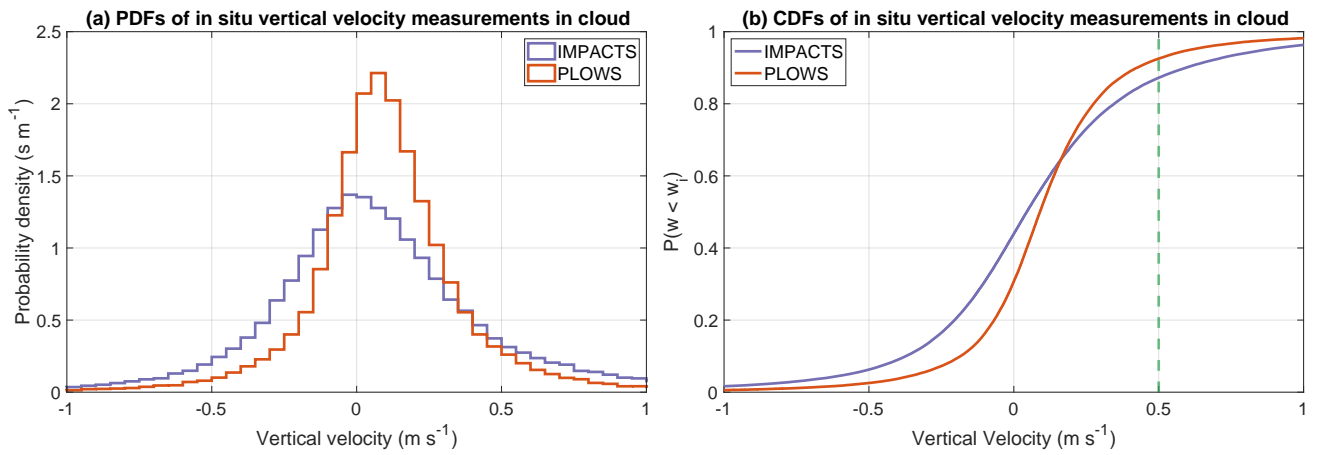 (a) PDFs of in situ vertical velocity measurements in cloud
2.5
2
1.5
1
0.5
0
-1
-0.5
0
0.5
1
Probability density (s m⁻¹)
Vertical velocity (m s⁻¹)
IMPACTS
PLOWS
(b) CDFs of in situ vertical velocity measurements in cloud
1
0.8
0.6
0.4
0.2
0
-1
-0.5
0
0.5
1
P(w < wᵢ)
Vertical Velocity (m s⁻¹)
IMPACTS
PLOWS